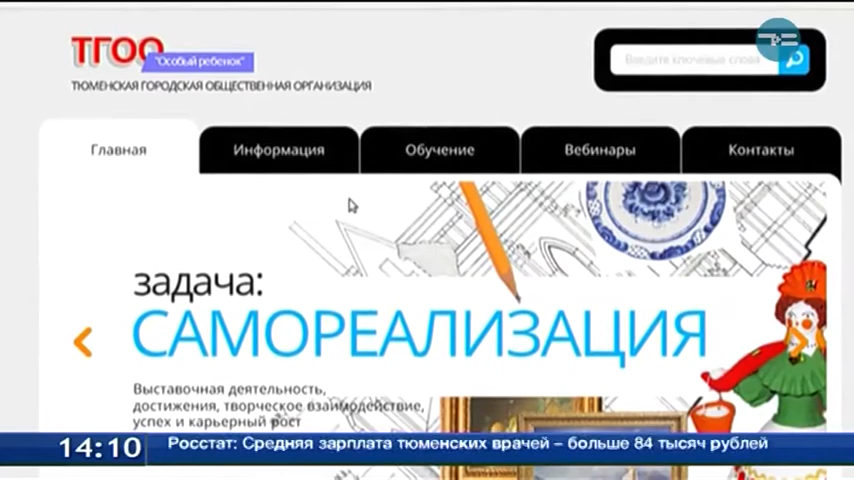 ТГОО
"Особый ребенок"
ТЮМЕНСКАЯ ГОРОДСКАЯ ОБЩЕСТВЕННАЯ ОРГАНИЗАЦИЯ
Введите ключевые слова
Главная
Информация
Обучение
Вебинары
Контакты
задача:
САМОРЕАЛИЗАЦИЯ
Выставочная деятельность,
достижения, творческое взаимодействие,
успех и карьерный рост
14:10
Росстат: Средняя зарплата тюменских врачей – больше 84 тысяч рублей